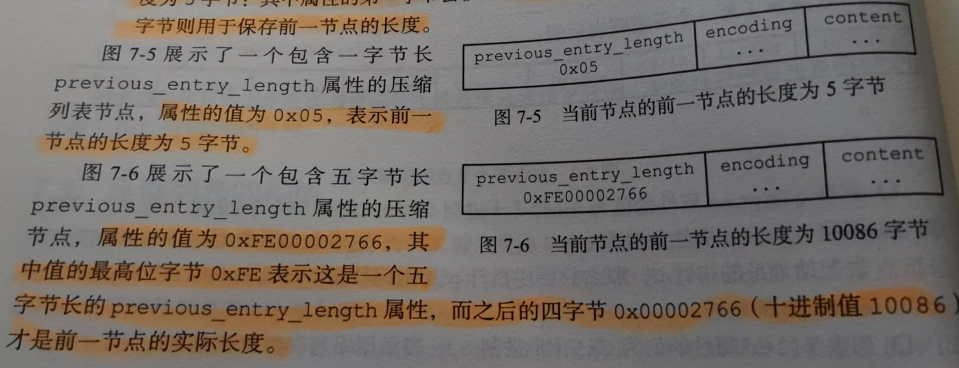 字节则用于保存前一节点的长度。
图 7-5 展示了一个包含一字节长
previous_entry_length 属性的压缩
列表节点，属性的值为 0x05，表示前一
节点的长度为 5 字节。
previous_entry_length encoding content
0x05 ... ...
图 7-5 当前节点的前一节点的长度为 5 字节
图 7-6 展示了一个包含五字节长
previous_entry_length 属性的压缩
节点，属性的值为 0xFE00002766，其
中值的最高位字节 0xFE 表示这是一个五
previous_entry_length encoding content
0xFE00002766 ... ...
图 7-6 当前节点的前一节点的长度为 10086 字节
字节长的 previous_entry_length 属性，而之后的四字节 0x00002766（十进制值 10086）
才是前一节点的实际长度。